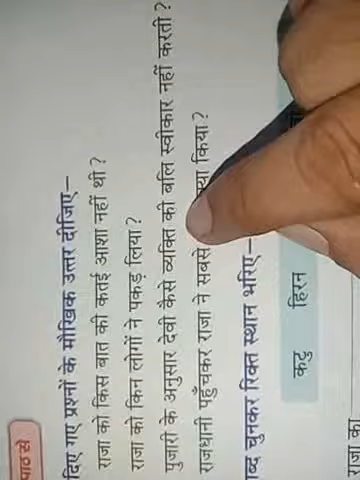 पाठ से
दिए गए प्रश्नों के मौखिक उत्तर दीजिए–
राजा को किस बात की कतई आशा नहीं थी?
राजा को किन लोगों ने पकड़ लिया?
पुजारी के अनुसार देवी कैसे व्यक्ति की बलि स्वीकार नहीं करती?
राजधानी पहुँचकर राजा ने सबसे क्या किया?
शब्द चुनकर रिक्त स्थान भरिए–
कटु हिरन
राजा का